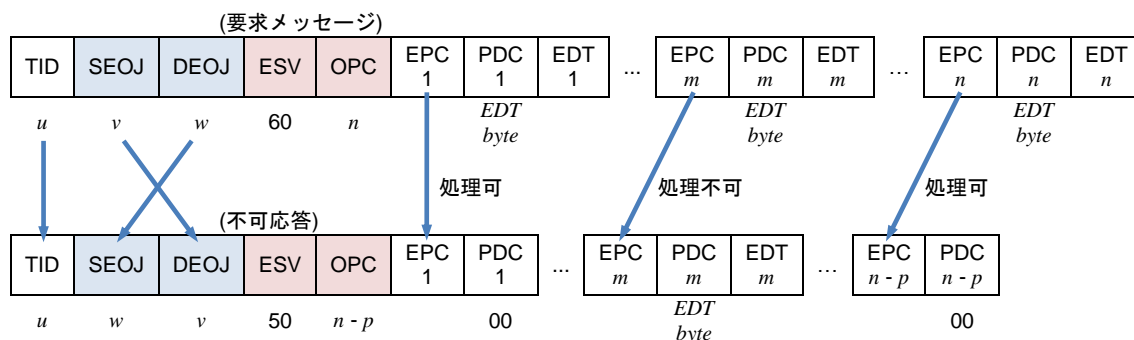 (要求メッセージ)
TID SEOJ DEOJ ESV OPC EPC 1 PDC 1 EDT 1 ... EPC m PDC m EDT m ... EPC n PDC n EDT n
u v w 60 n EDT byte EDT byte EDT byte
処理可 処理不可 処理可
(不可応答)
TID SEOJ DEOJ ESV OPC EPC 1 PDC 1 ... EPC m PDC m EDT m ... EPC n - p PDC n - p
u w v 50 n - p 00 EDT byte 00